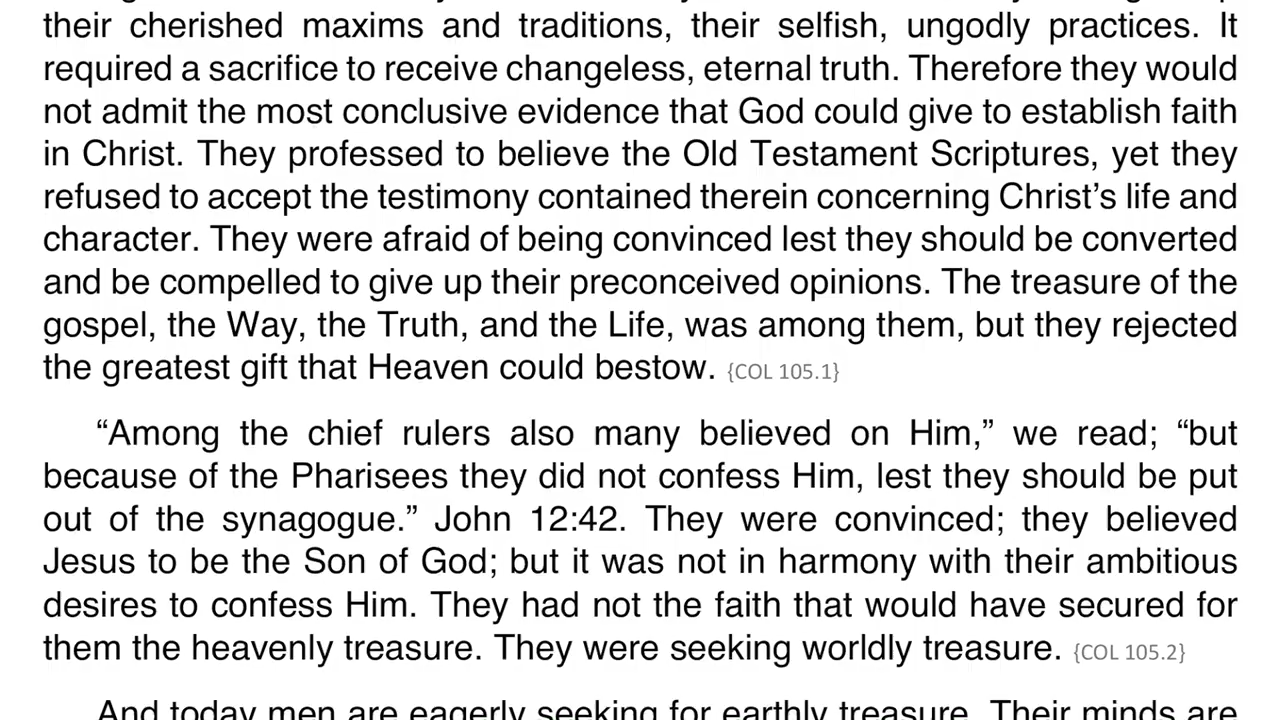 their cherished maxims and traditions, their selfish, ungodly practices. It
required a sacrifice to receive changeless, eternal truth. Therefore they would
not admit the most conclusive evidence that God could give to establish faith
in Christ. They professed to believe the Old Testament Scriptures, yet they
refused to accept the testimony contained therein concerning Christ’s life and
character. They were afraid of being convinced lest they should be converted
and be compelled to give up their preconceived opinions. The treasure of the
gospel, the Way, the Truth, and the Life, was among them, but they rejected
the greatest gift that Heaven could bestow. {COL 105.1}
“Among the chief rulers also many believed on Him,” we read; “but
because of the Pharisees they did not confess Him, lest they should be put
out of the synagogue.” John 12:42. They were convinced; they believed
Jesus to be the Son of God; but it was not in harmony with their ambitious
desires to confess Him. They had not the faith that would have secured for
them the heavenly treasure. They were seeking worldly treasure. {COL 105.2}
And today men are eagerly seeking for earthly treasure. Their minds are